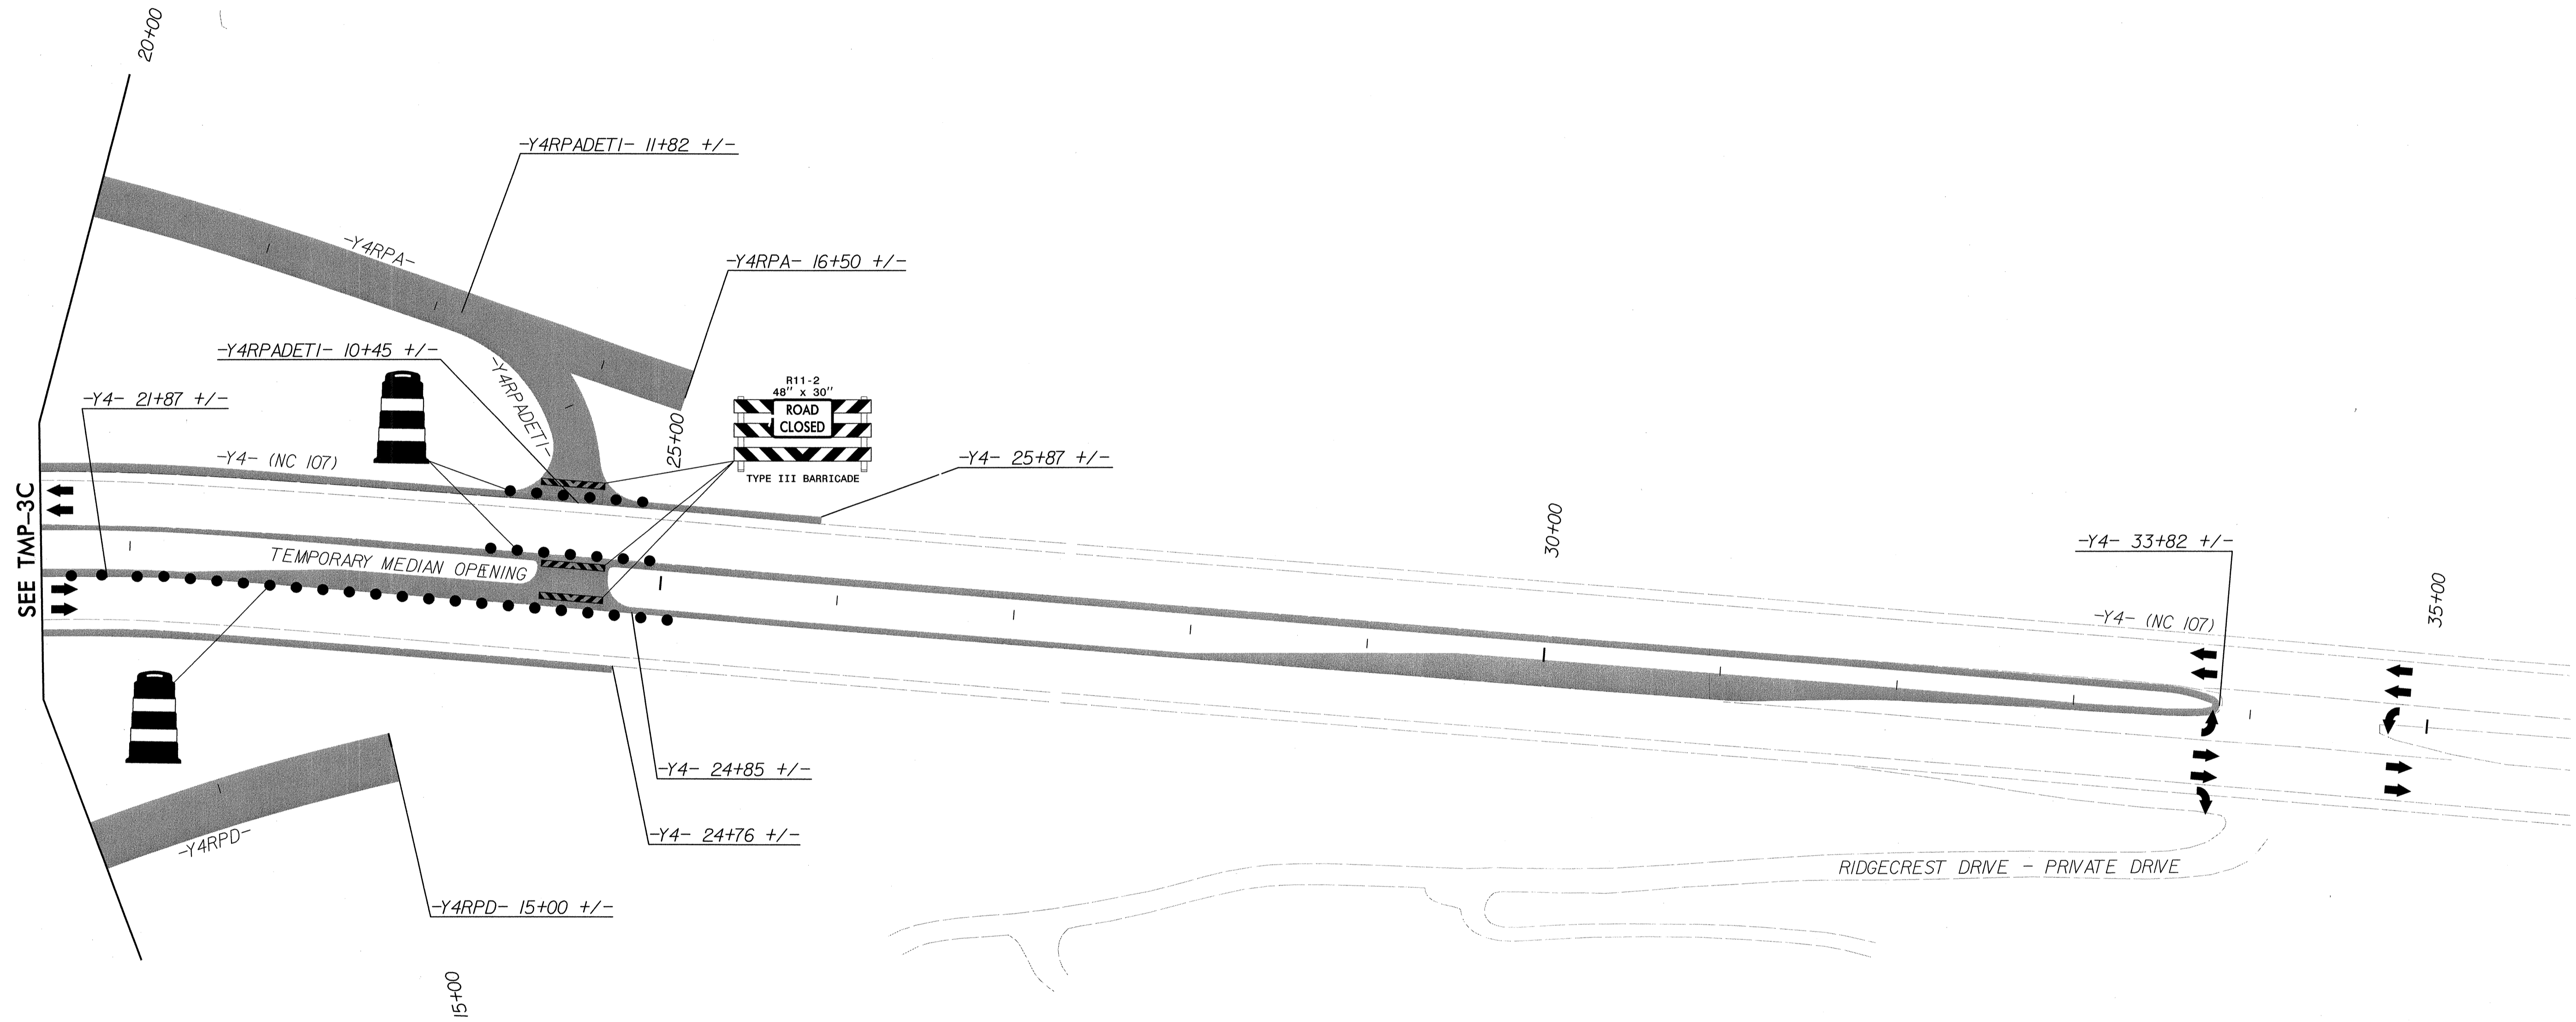 20+00
-Y4RPADET1- 11+82 +/-
-Y4RPA-
-Y4RPA- 16+50 +/-
-Y4RPADET1- 10+45 +/-
-Y4RPADET1-
R11-2
48" x 30"
ROAD
CLOSED
TYPE III BARRICADE
-Y4- 21+87 +/-
25+00
-Y4- (NC 107)
-Y4- 25+87 +/-
SEE TMP-3C
TEMPORARY MEDIAN OPENING
30+00
-Y4- 33+82 +/-
35+00
-Y4- (NC 107)
-Y4- 24+85 +/-
-Y4- 24+76 +/-
-Y4RPD-
-Y4RPD- 15+00 +/-
RIDGECREST DRIVE - PRIVATE DRIVE
15+00